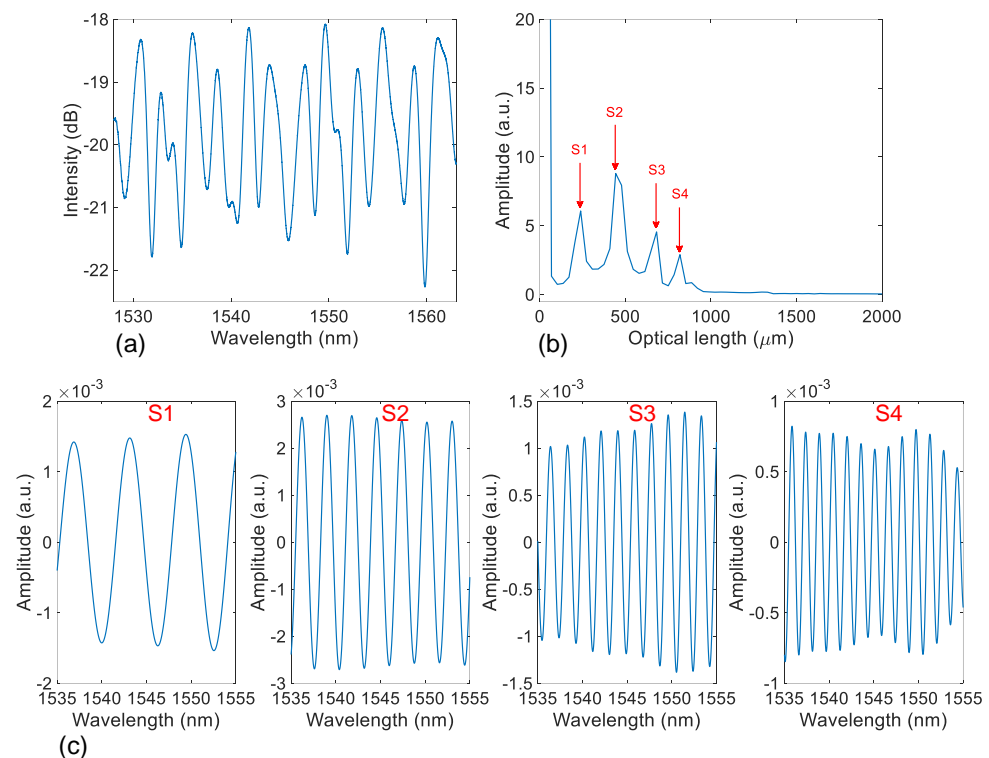 -18
-19
-20
-21
-22
Intensity (dB)
1530 1540 1550 1560
Wavelength (nm)
(a)
20
15
10
5
0
Amplitude (a.u.)
S1
S2
S3
S4
0 500 1000 1500 2000
Optical length (μm)
(b)
×10⁻³
S1
2
1
0
-1
-2
Amplitude (a.u.)
1535 1540 1545 1550 1555
Wavelength (nm)
×10⁻³
S2
3
2
1
0
-1
-2
-3
Amplitude (a.u.)
1535 1540 1545 1550 1555
Wavelength (nm)
×10⁻³
S3
1.5
1
0.5
0
-0.5
-1
-1.5
Amplitude (a.u.)
1535 1540 1545 1550 1555
Wavelength (nm)
×10⁻³
S4
1
0.5
0
-0.5
-1
Amplitude (a.u.)
1535 1540 1545 1550 1555
Wavelength (nm)
(c)